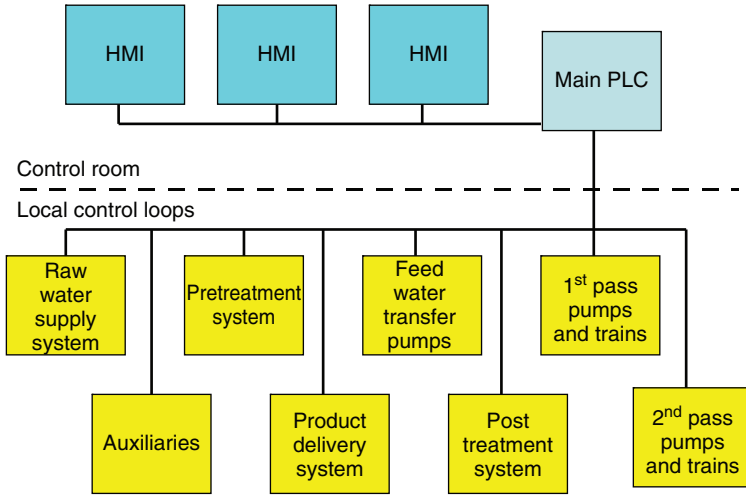 HMI
HMI
HMI
Main PLC
Control room
Local control loops
Raw
water
supply
system
Pretreatment
system
Feed
water
transfer
pumps
1st pass
pumps
and trains
Auxiliaries
Product
delivery
system
Post
treatment
system
2nd pass
pumps
and trains